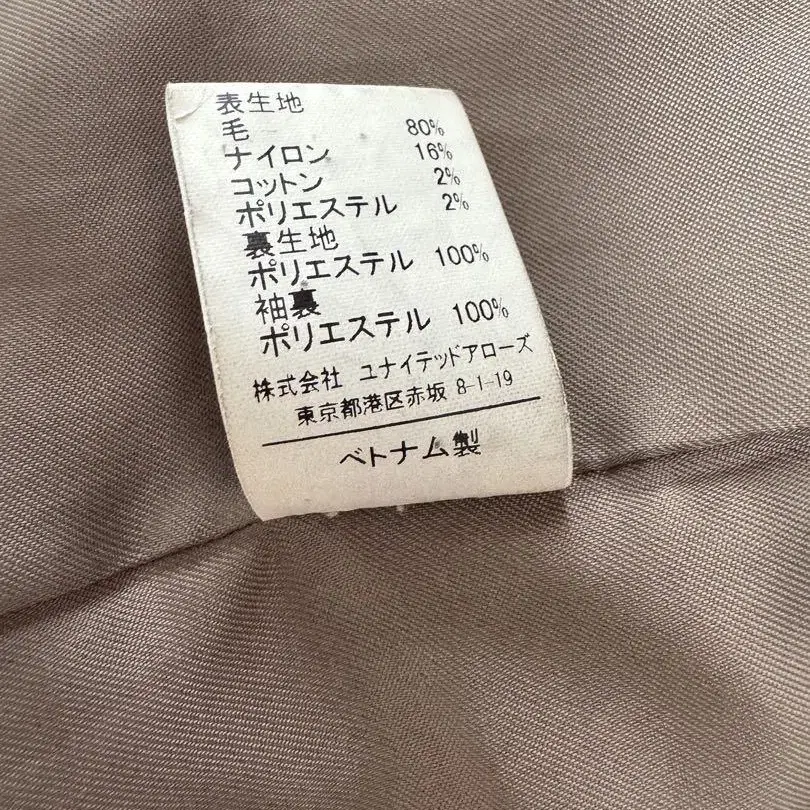 表生地
毛 80%
ナイロン 16%
コットン 2%
ポリエステル 2%
裏生地
ポリエステル 100%
袖裏
ポリエステル 100%
株式会社 ユナイテッドアローズ
東京都港区赤坂 8-1-19
ベトナム製